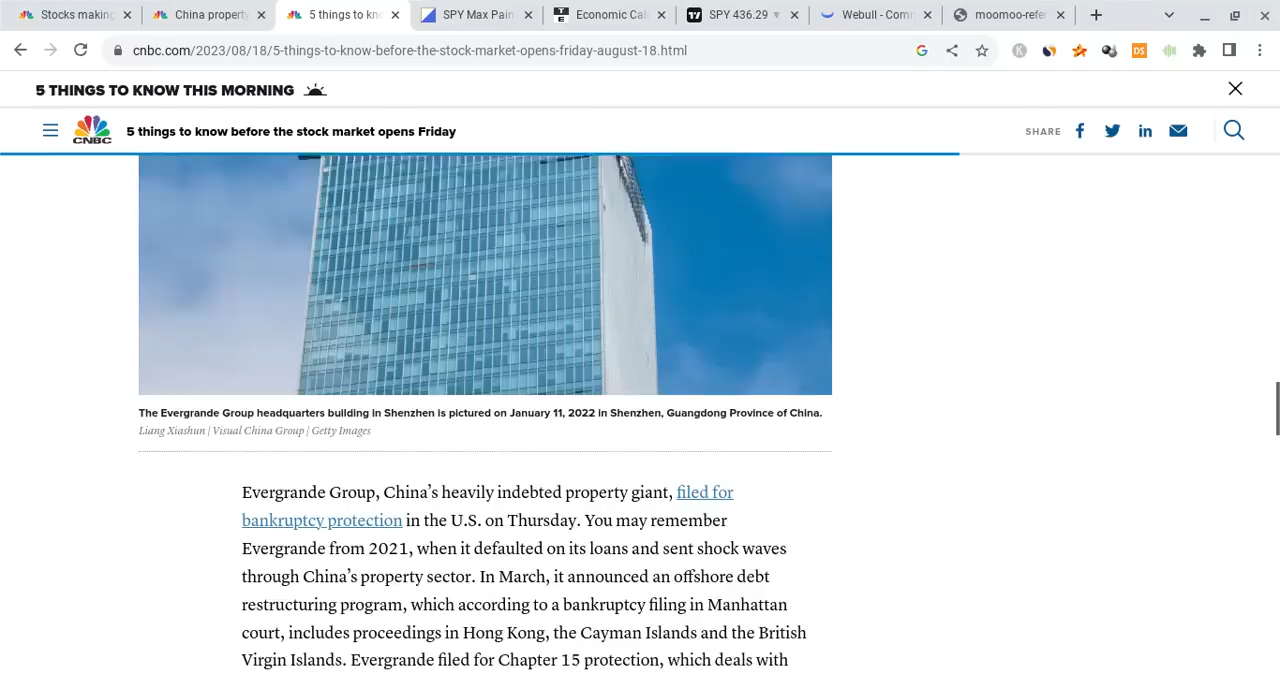 Stocks making
China property
5 things to kno
SPY Max Pain
Economic Cal
SPY 436.29
Webull - Comm
moomoo-refer
cnbc.com/2023/08/18/5-things-to-know-before-the-stock-market-opens-friday-august-18.html
K
DS
5 THINGS TO KNOW THIS MORNING
CNBC
5 things to know before the stock market opens Friday
SHARE
The Evergrande Group headquarters building in Shenzhen is pictured on January 11, 2022 in Shenzhen, Guangdong Province of China.
Liang Xiashun | Visual China Group | Getty Images
Evergrande Group, China’s heavily indebted property giant, filed for
bankruptcy protection in the U.S. on Thursday. You may remember
Evergrande from 2021, when it defaulted on its loans and sent shock waves
through China’s property sector. In March, it announced an offshore debt
restructuring program, which according to a bankruptcy filing in Manhattan
court, includes proceedings in Hong Kong, the Cayman Islands and the British
Virgin Islands. Evergrande filed for Chapter 15 protection, which deals with